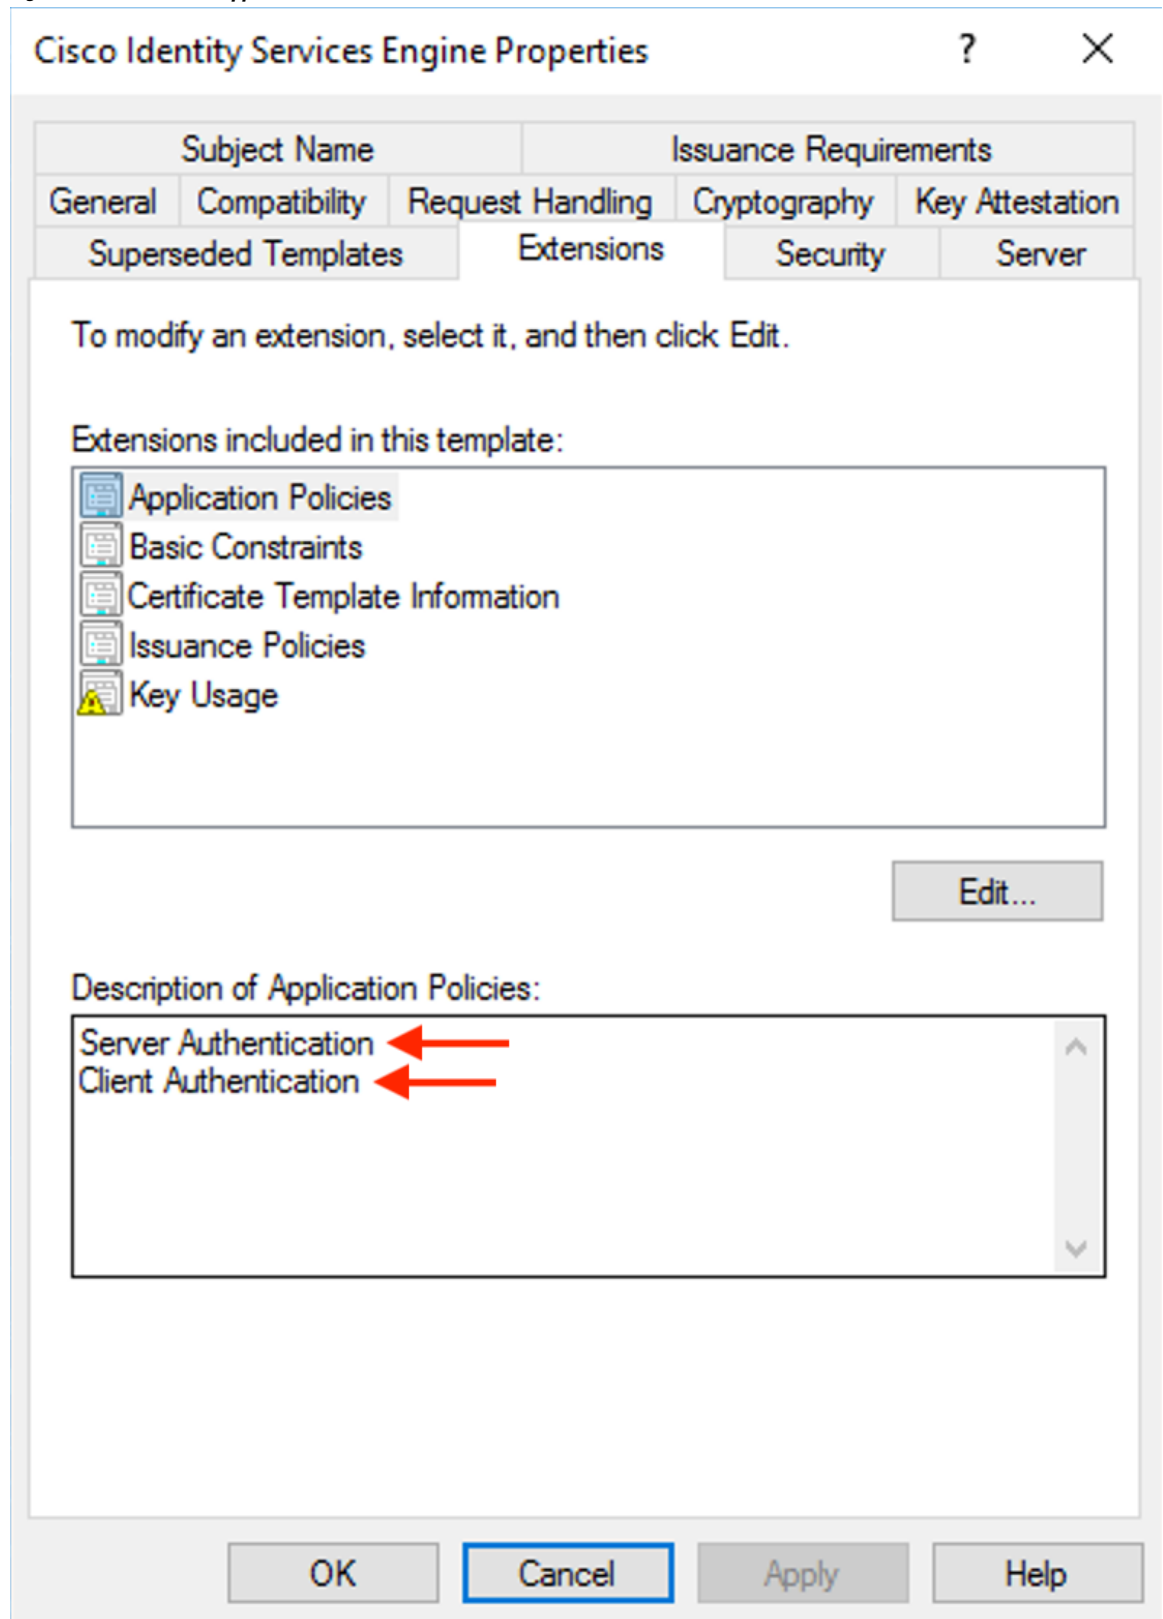 Cisco Identity Services Engine Properties ? ×
Subject Name Issuance Requirements
General Compatibility Request Handling Cryptography Key Attestation
Superseded Templates Extensions Security Server
To modify an extension, select it, and then click Edit.
Extensions included in this template:
Application Policies
Basic Constraints
Certificate Template Information
Issuance Policies
Key Usage
Edit...
Description of Application Policies:
Server Authentication
Client Authentication
OK Cancel Apply Help